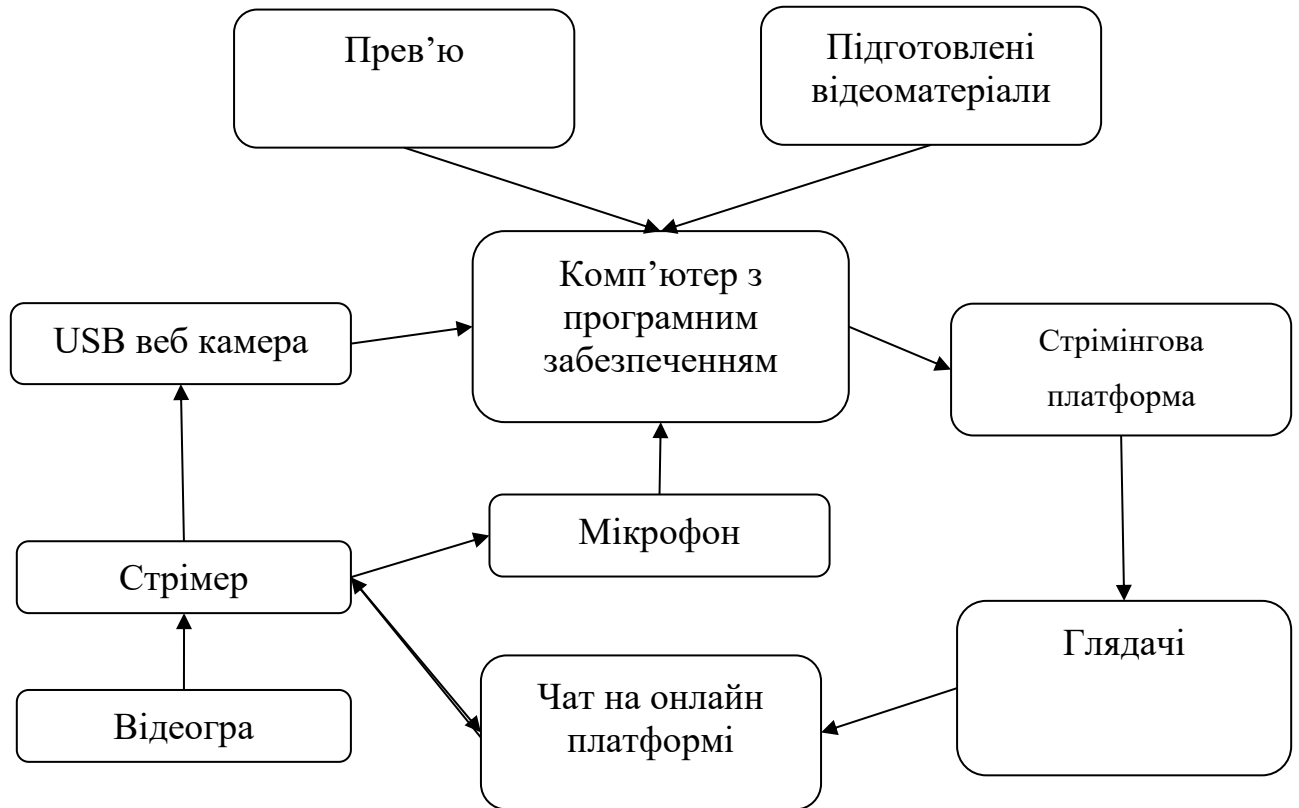 Прев’ю
Підготовлені
відеоматеріали
Комп’ютер з
програмним
забезпеченням
USB веб камера
Стрімінгова
платформа
Мікрофон
Стрімер
Глядачі
Відеогра
Чат на онлайн
платформі